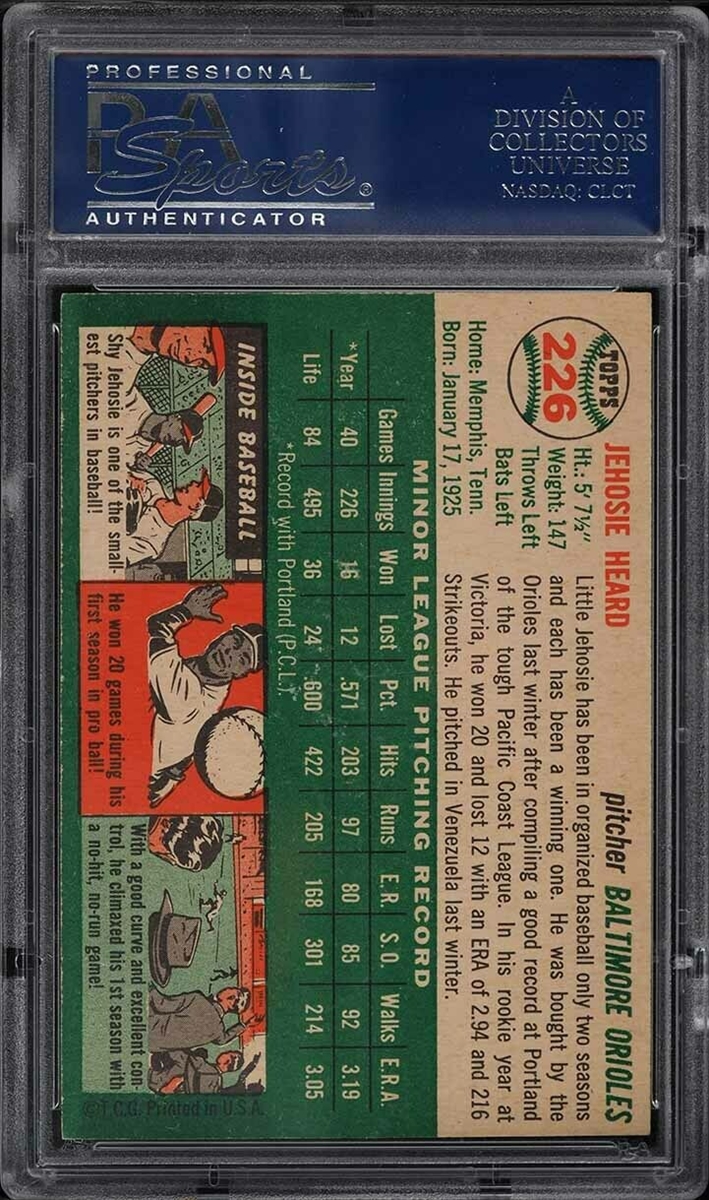 PROFESSIONAL
PSA
Sports®
AUTHENTICATOR
A
DIVISION OF
COLLECTORS
UNIVERSE
NASDAQ: CLCT
TOPPS
226
JEHOSIE HEARD
pitcher BALTIMORE ORIOLES
Ht.: 5' 7½"
Weight: 147
Throws Left
Bats Left
Home: Memphis, Tenn.
Born: January 17, 1925
Little Jehosie has been in organized baseball only two seasons
and each has been a winning one. He was bought by the
Orioles last winter after compiling a good record at Portland
of the tough Pacific Coast League. In his rookie year at
Victoria, he won 20 and lost 12 with an ERA of 2.94 and 216
Strikeouts. He pitched in Venezuela last winter.
MINOR LEAGUE PITCHING RECORD
Games Innings Won Lost Pct. Hits Runs E.R. S.O. Walks E.R.A.
*Year 40 226 16 12 .571 203 97 80 85 92 3.19
Life 84 495 36 24 .600 422 205 168 301 214 3.05
*Record with Portland (P.C.L.).
INSIDE BASEBALL
Shy Jehosie is one of the small-
est pitchers in baseball!
He won 20 games during his
first season in pro ball!
With a good curve and excellent con-
trol, he climaxed his 1st season with
a no-hit, no-run game!
©T.C.G. Printed in U.S.A.